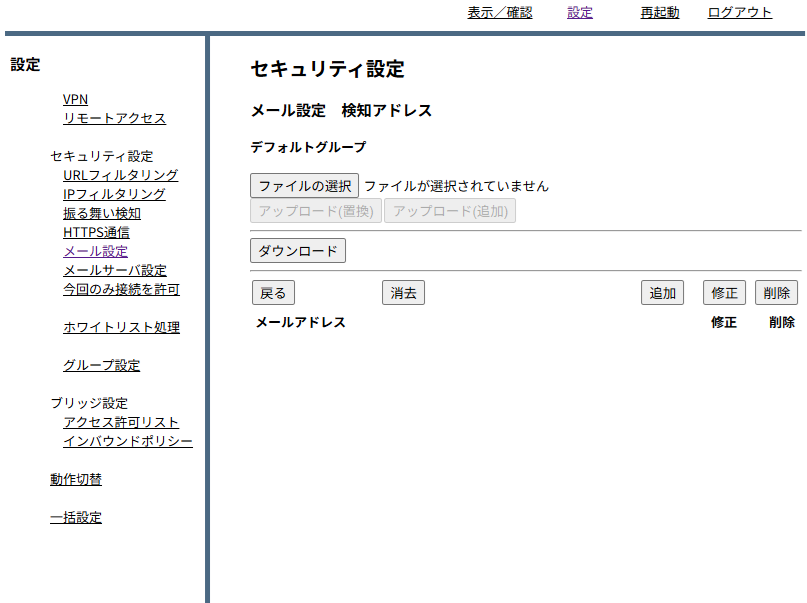 表示／確認 設定 再起動 ログアウト
設定
VPN
リモートアクセス
セキュリティ設定
URLフィルタリング
IPフィルタリング
振る舞い検知
HTTPS通信
メール設定
メールサーバ設定
今回のみ接続を許可
ホワイトリスト処理
グループ設定
ブリッジ設定
アクセス許可リスト
インバウンドポリシー
動作切替
一括設定
セキュリティ設定
メール設定　検知アドレス
デフォルトグループ
ファイルの選択 ファイルが選択されていません
アップロード(置換) アップロード(追加)
ダウンロード
戻る 消去 追加 修正 削除
メールアドレス 修正 削除